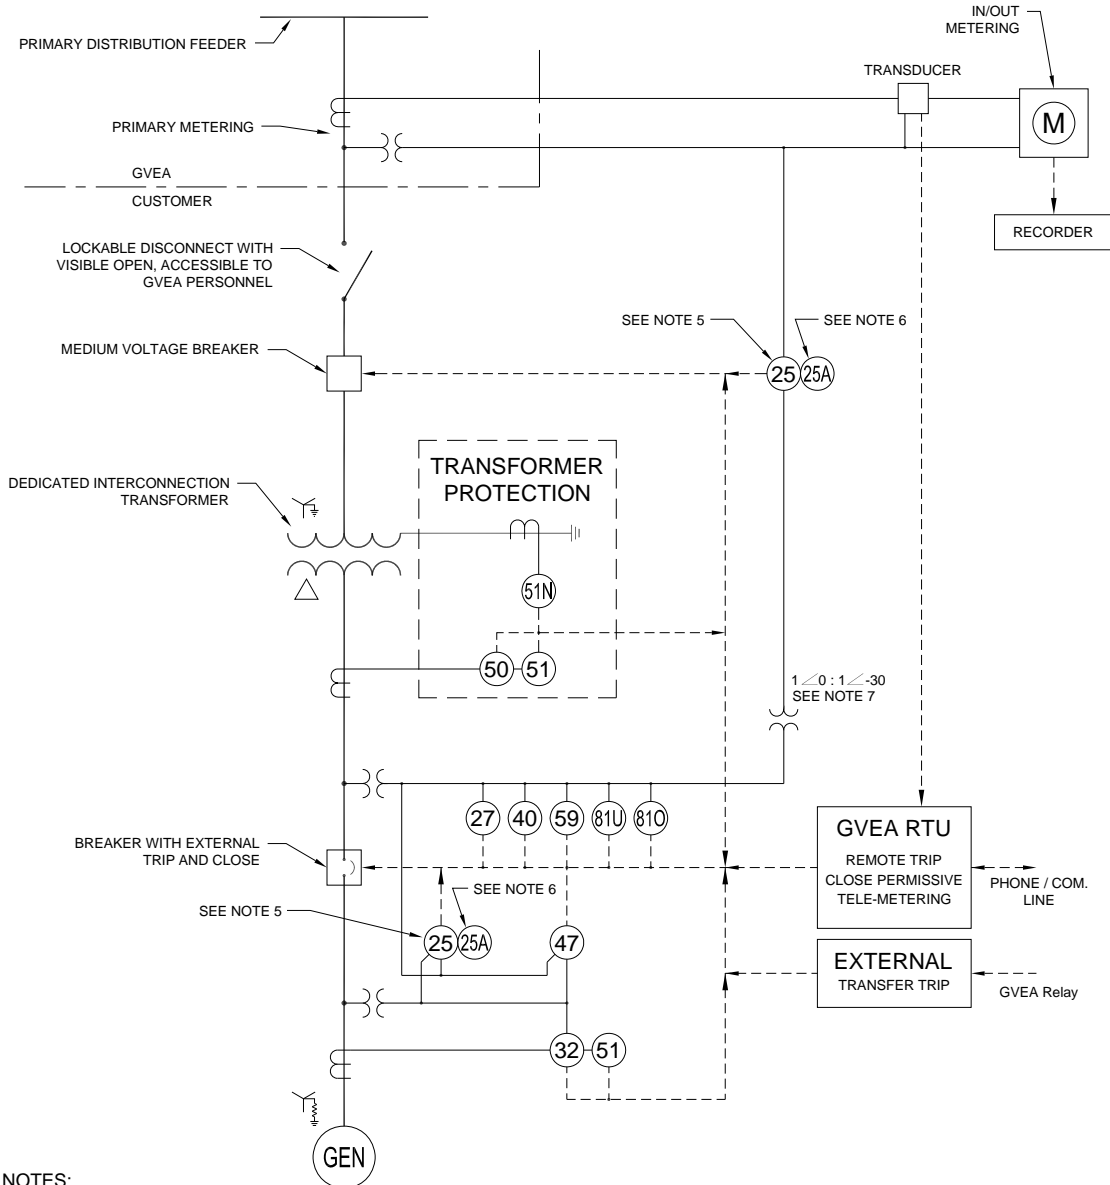 IN/OUT
METERING
PRIMARY DISTRIBUTION FEEDER
TRANSDUCER
M
PRIMARY METERING
GVEA
CUSTOMER
RECORDER
LOCKABLE DISCONNECT WITH
VISIBLE OPEN, ACCESSIBLE TO
GVEA PERSONNEL
SEE NOTE 5
SEE NOTE 6
MEDIUM VOLTAGE BREAKER
25
25A
TRANSFORMER
PROTECTION
DEDICATED INTERCONNECTION
TRANSFORMER
51N
50
51
1∠0 : 1∠-30
SEE NOTE 7
27
40
59
81U
81O
GVEA RTU
REMOTE TRIP
CLOSE PERMISSIVE
TELE-METERING
PHONE / COM.
LINE
BREAKER WITH EXTERNAL
TRIP AND CLOSE
SEE NOTE 6
SEE NOTE 5
25
25A
47
EXTERNAL
TRANSFER TRIP
GVEA Relay
32
51
GEN
NOTES: